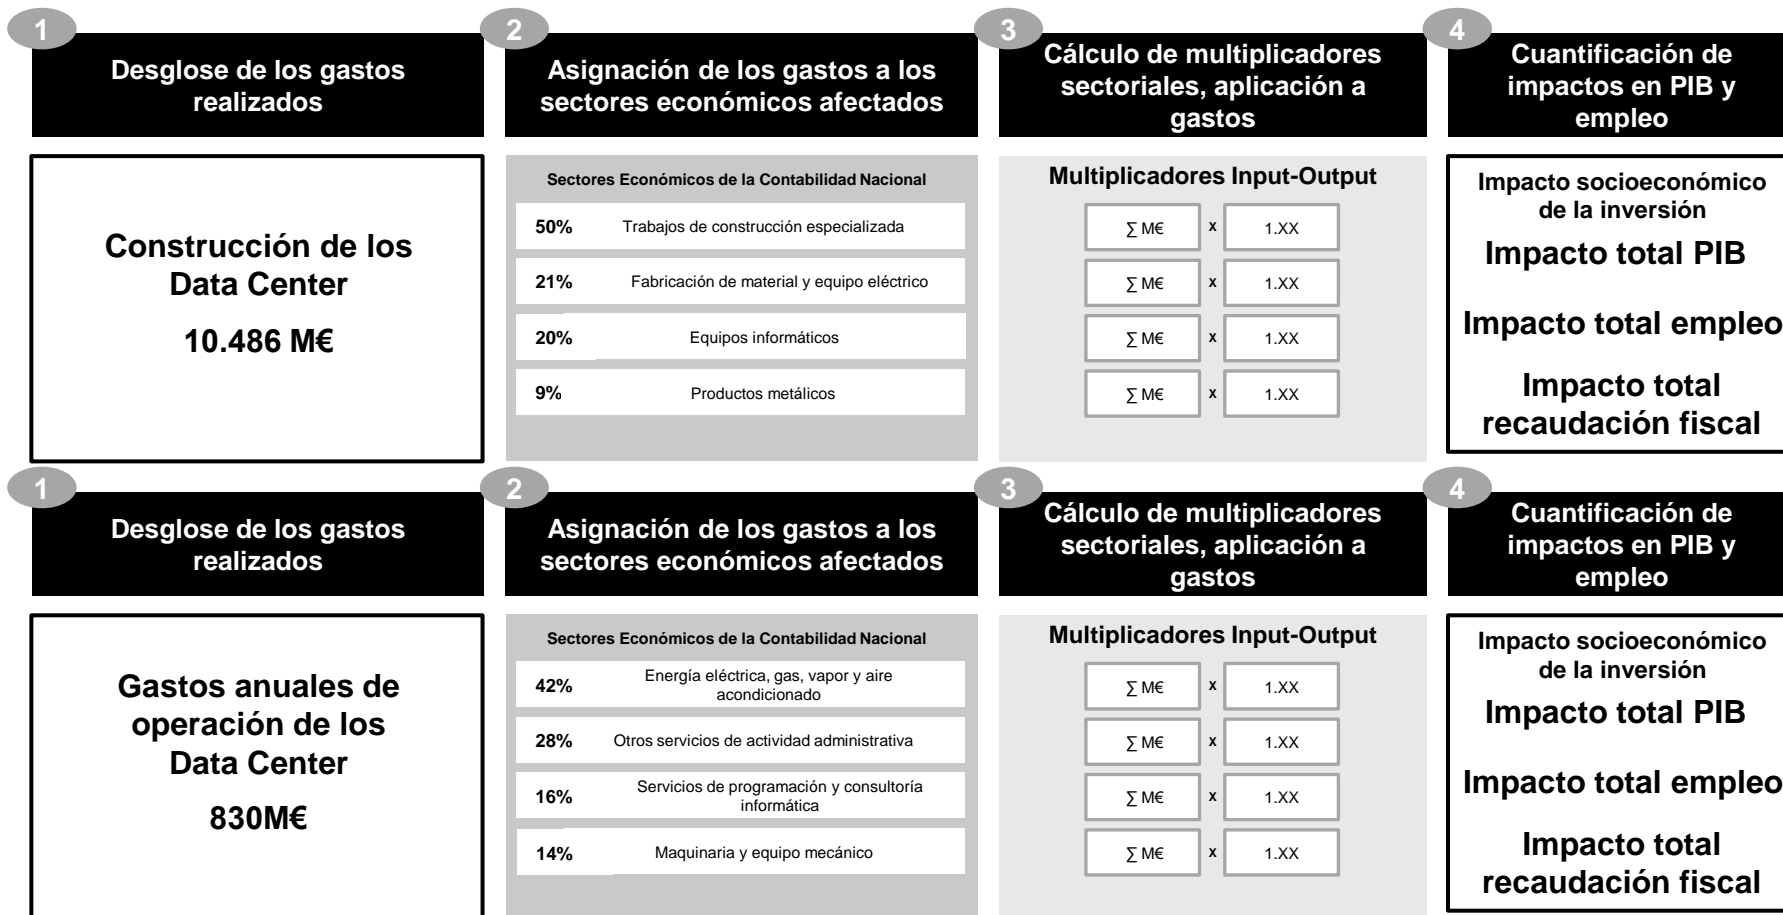 1
Desglose de los gastos
realizados
Construcción de los
Data Center
10.486 M€
2
Asignación de los gastos a los
sectores económicos afectados
Sectores Económicos de la Contabilidad Nacional
50% Trabajos de construcción especializada
21% Fabricación de material y equipo eléctrico
20% Equipos informáticos
9% Productos metálicos
3
Cálculo de multiplicadores
sectoriales, aplicación a
gastos
Multiplicadores Input-Output
∑ M€ x 1.XX
∑ M€ x 1.XX
∑ M€ x 1.XX
∑ M€ x 1.XX
4
Cuantificación de
impactos en PIB y
empleo
Impacto socioeconómico
de la inversión
Impacto total PIB
Impacto total empleo
Impacto total
recaudación fiscal
1
Desglose de los gastos
realizados
Gastos anuales de
operación de los
Data Center
830M€
2
Asignación de los gastos a los
sectores económicos afectados
Sectores Económicos de la Contabilidad Nacional
42% Energía eléctrica, gas, vapor y aire
acondicionado
28% Otros servicios de actividad administrativa
16% Servicios de programación y consultoría
informática
14% Maquinaria y equipo mecánico
3
Cálculo de multiplicadores
sectoriales, aplicación a
gastos
Multiplicadores Input-Output
∑ M€ x 1.XX
∑ M€ x 1.XX
∑ M€ x 1.XX
∑ M€ x 1.XX
4
Cuantificación de
impactos en PIB y
empleo
Impacto socioeconómico
de la inversión
Impacto total PIB
Impacto total empleo
Impacto total
recaudación fiscal